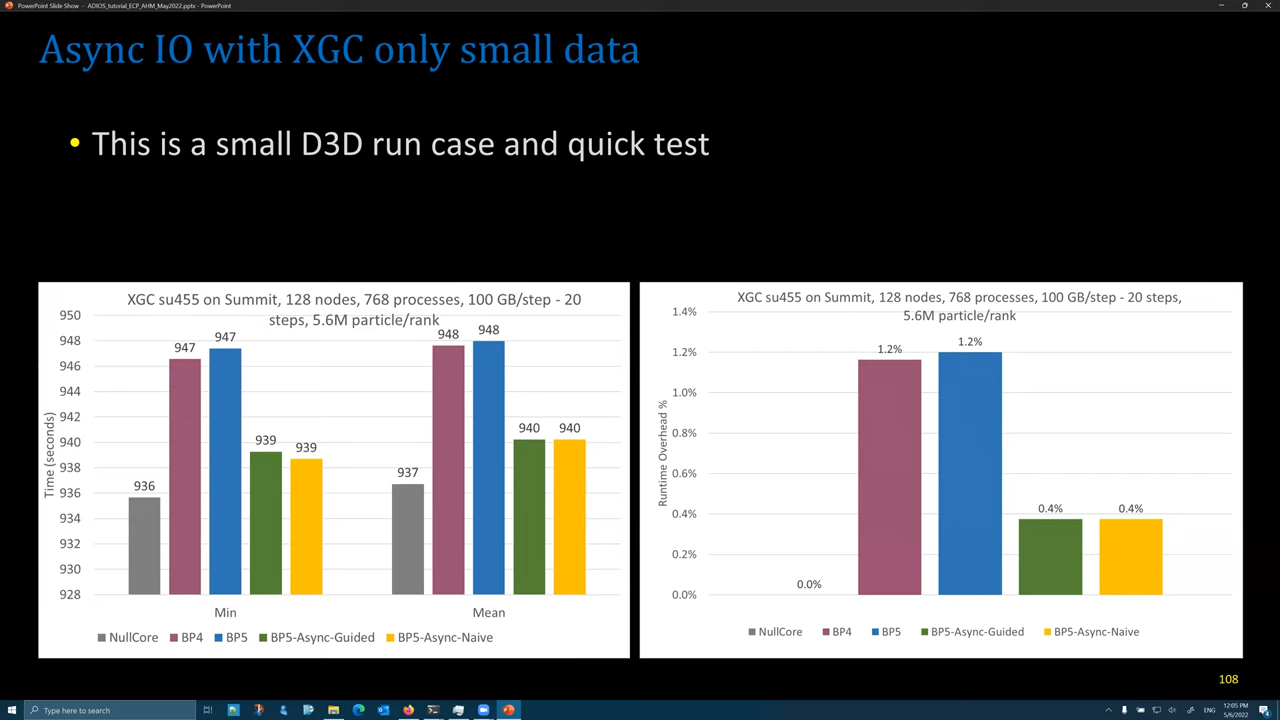 PowerPoint Slide Show - ADIOS_tutorial_ECP_AHM_May2022.pptx - PowerPoint
Async IO with XGC only small data
• This is a small D3D run case and quick test
XGC su455 on Summit, 128 nodes, 768 processes, 100 GB/step - 20
steps, 5.6M particle/rank
Time (seconds)
950
948
946
944
942
940
938
936
934
932
930
928
936
947
947
939
939
937
948
948
940
940
Min
Mean
NullCore
BP4
BP5
BP5-Async-Guided
BP5-Async-Naive
XGC su455 on Summit, 128 nodes, 768 processes, 100 GB/step - 20 steps,
5.6M particle/rank
Runtime Overhead %
1.4%
1.2%
1.0%
0.8%
0.6%
0.4%
0.2%
0.0%
0.0%
1.2%
1.2%
0.4%
0.4%
NullCore
BP4
BP5
BP5-Async-Guided
BP5-Async-Naive
108
Type here to search
ENG
12:05 PM
5/6/2022